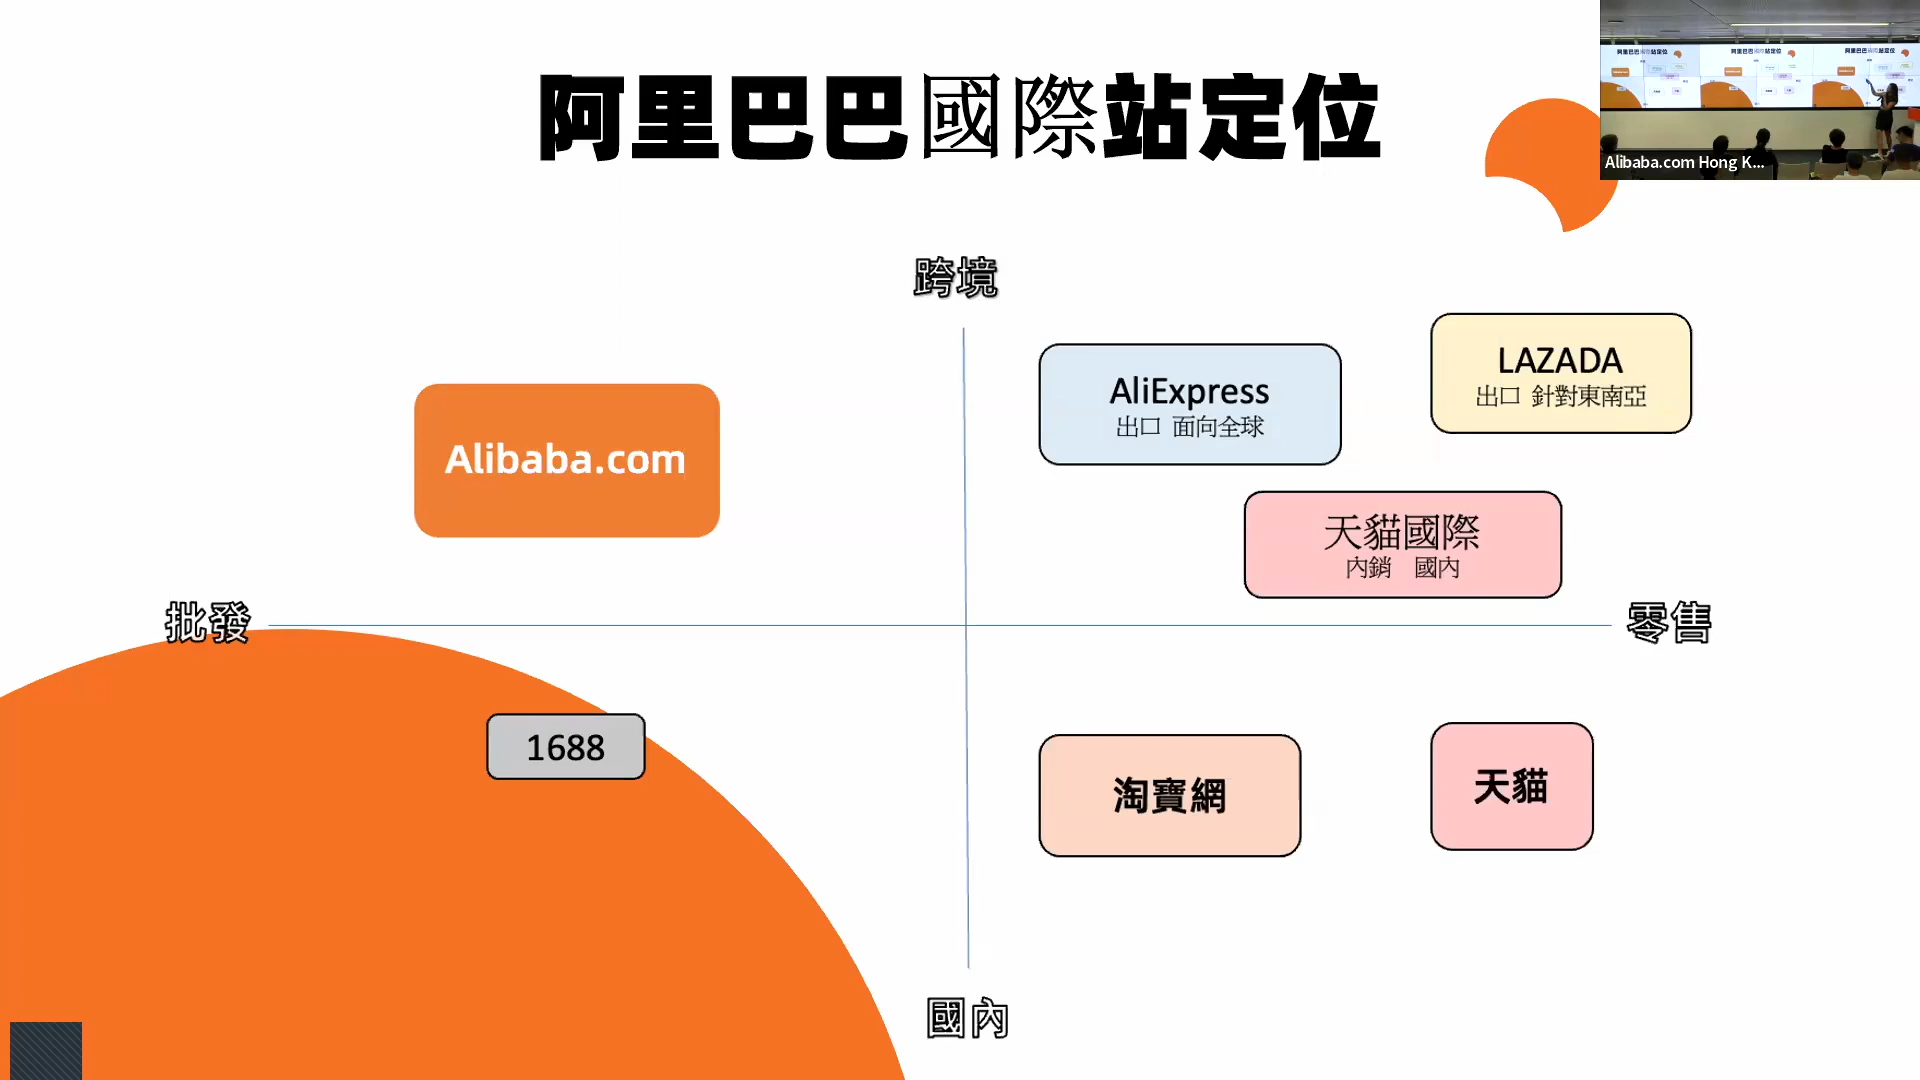 阿里巴巴國際站定位
Alibaba.com Hong K...
跨境
LAZADA
出口 針對東南亞
AliExpress
出口 面向全球
Alibaba.com
天貓國際
內銷 國內
批發
零售
1688
淘寶網
天貓
國內